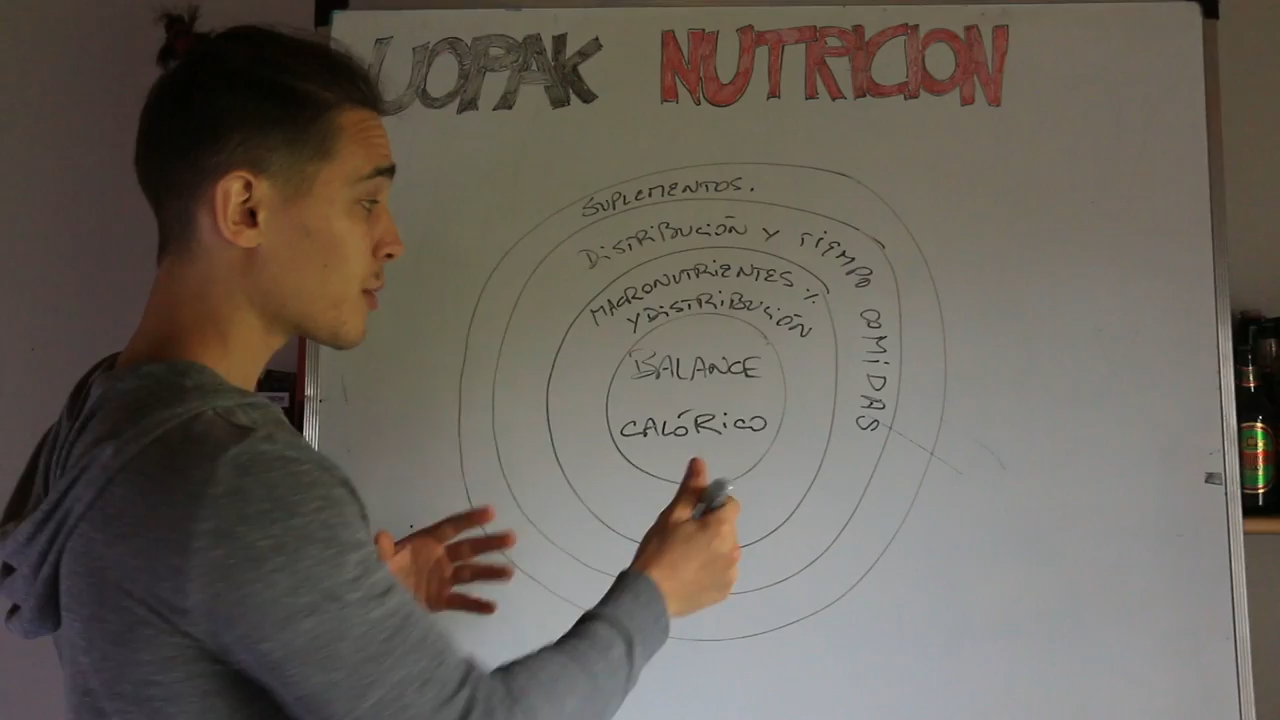 UOPAK NUTRICION
SUPLEMENTOS.
DISTRIBUCIÓN Y TIEMPO COMIDAS
MACRONUTRIENTES %
Y DISTRIBUCIÓN
BALANCE
CALÓRICO